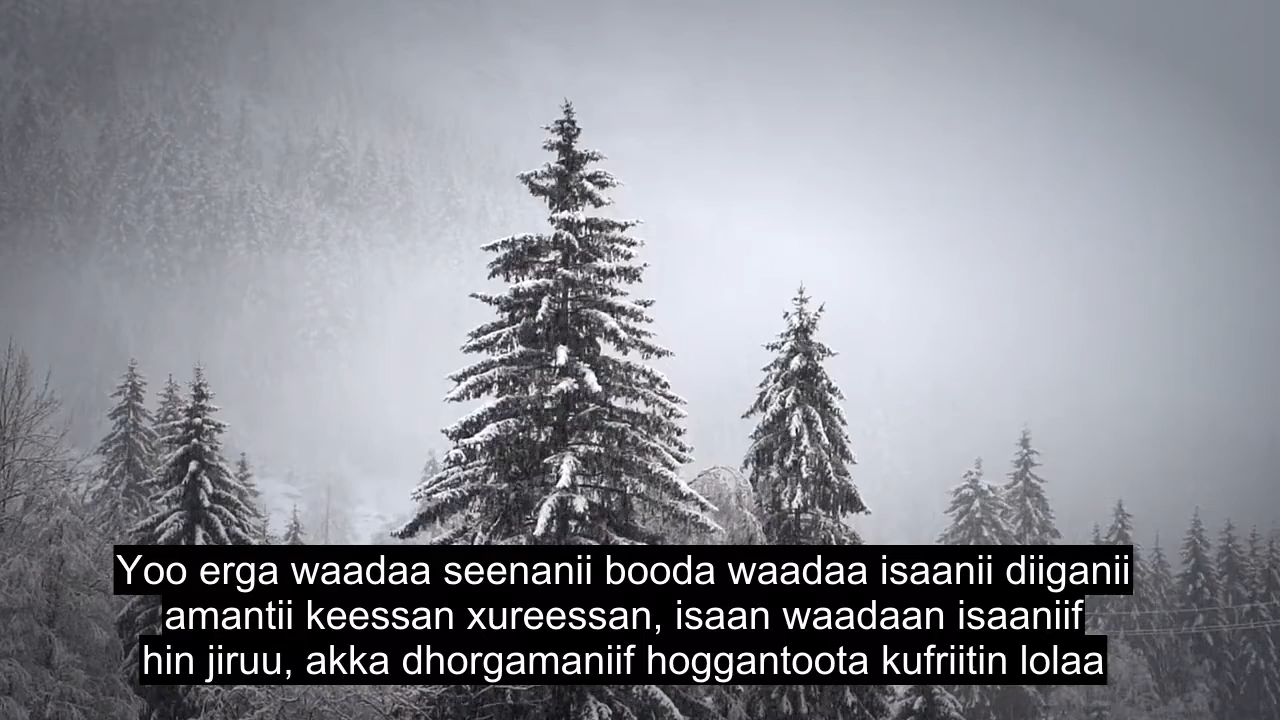 Yoo erga waadaa seenanii booda waadaa isaanii diiganii
amantii keessan xureessan, isaan waadaan isaaniif
hin jiruu, akka dhorgamaniif hoggantoota kufriitin lolaa